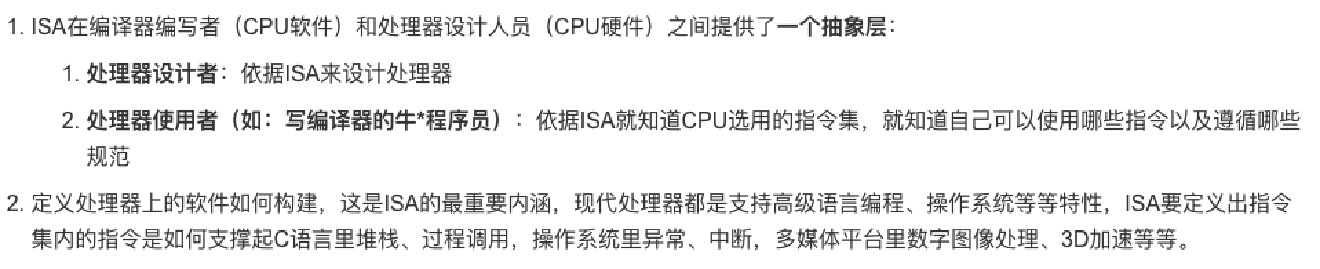 1. ISA在编译器编写者（CPU软件）和处理器设计人员（CPU硬件）之间提供了一个抽象层：
1. 处理器设计者：依据ISA来设计处理器
2. 处理器使用者（如：写编译器的牛*程序员）：依据ISA就知道CPU选用的指令集，就知道自己可以使用哪些指令以及遵循哪些
规范
2. 定义处理器上的软件如何构建，这是ISA的最重要内涵，现代处理器都是支持高级语言编程、操作系统等等特性，ISA要定义出指令
集内的指令是如何支撑起C语言里堆栈、过程调用，操作系统里异常、中断，多媒体平台里数字图像处理、3D加速等等。